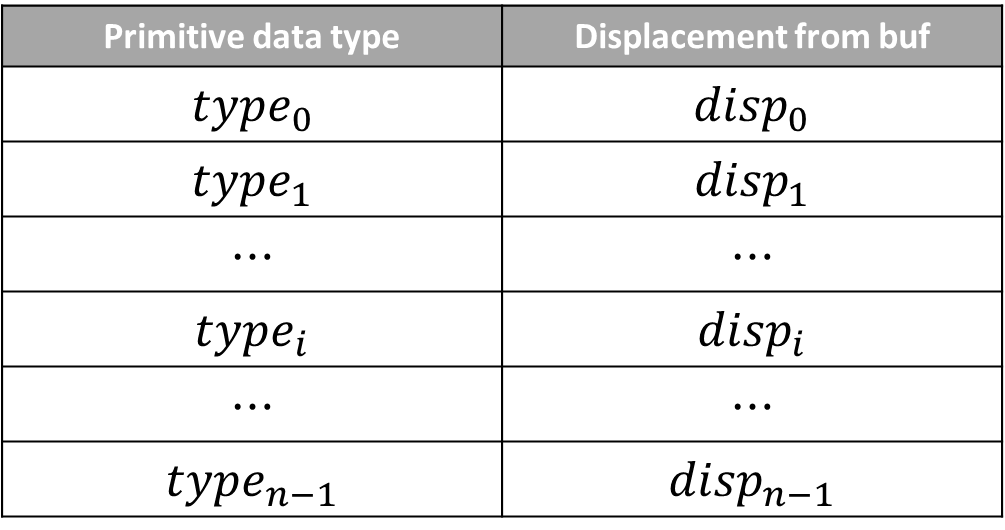 Primitive data type Displacement from buf
type₀ disp₀
type₁ disp₁
… …
typeᵢ dispᵢ
… …
typeₙ₋₁ dispₙ₋₁